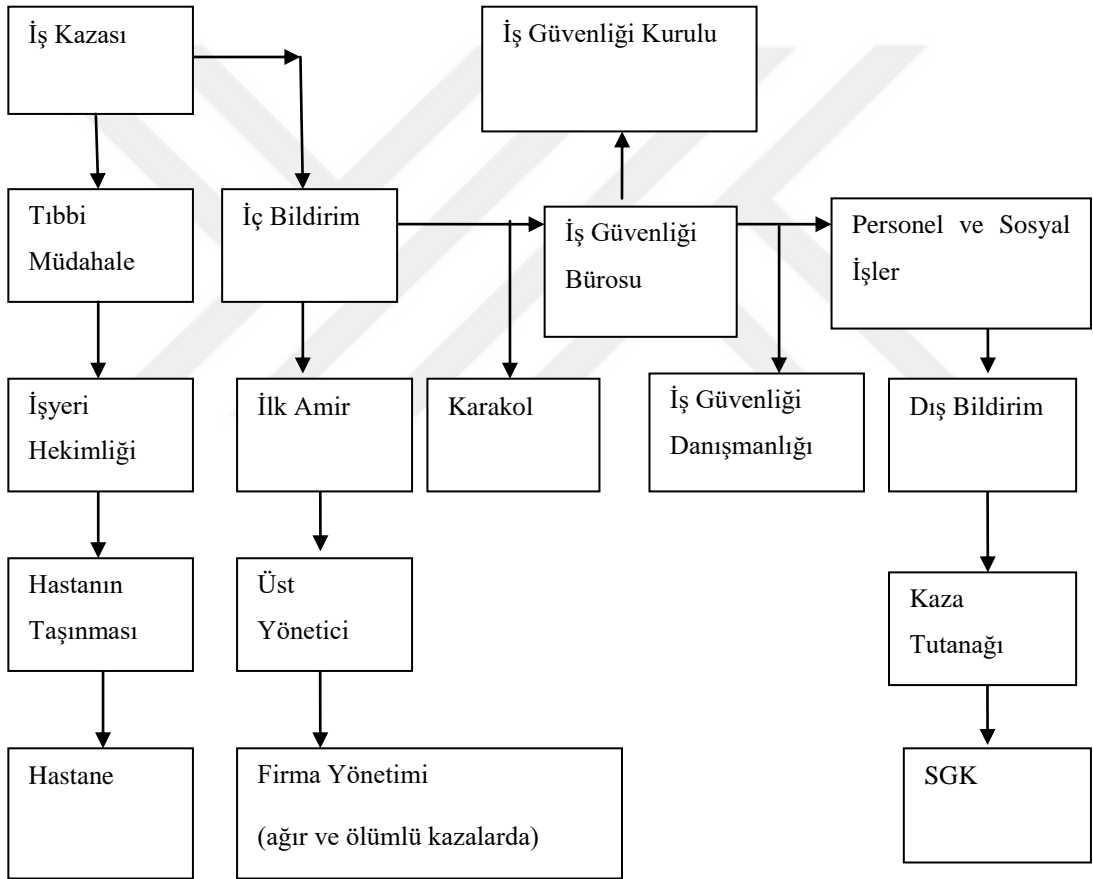 İş Kazası
İş Güvenliği Kurulu
Tıbbi
Müdahale
İç Bildirim
İş Güvenliği
Bürosu
Personel ve Sosyal
İşler
İşyeri
Hekimliği
İlk Amir
Karakol
İş Güvenliği
Danışmanlığı
Dış Bildirim
Hastanın
Taşınması
Üst
Yönetici
Kaza
Tutanağı
Hastane
Firma Yönetimi
(ağır ve ölümlü kazalarda)
SGK